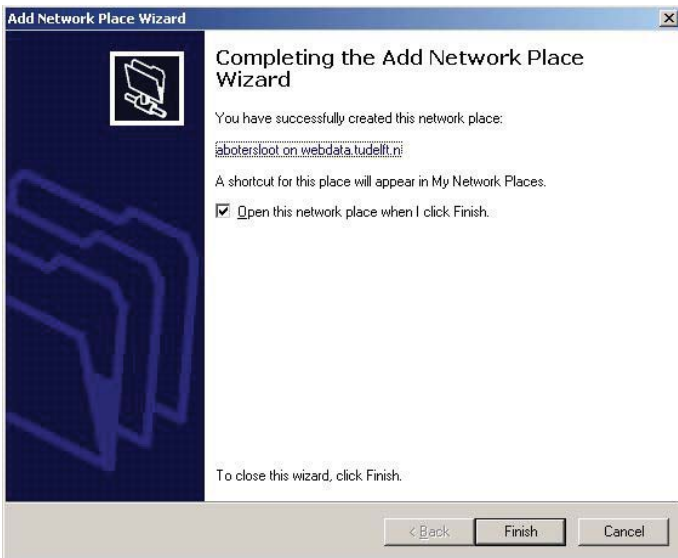 Add Network Place Wizard
Completing the Add Network Place
Wizard
You have successfully created this network place:
abotersloot on webdata.tudelft.n
A shortcut for this place will appear in My Network Places.
Open this network place when I click Finish.
To close this wizard, click Finish.
< Back Finish Cancel